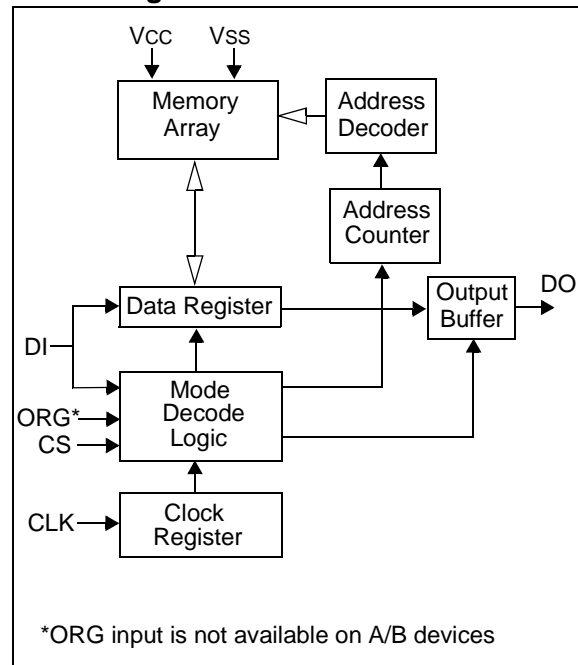 Vcc Vss
Memory
Array
Address
Decoder
Address
Counter
Data Register
Output
Buffer
DO
DI
Mode
Decode
Logic
ORG*
CS
CLK
Clock
Register
*ORG input is not available on A/B devices